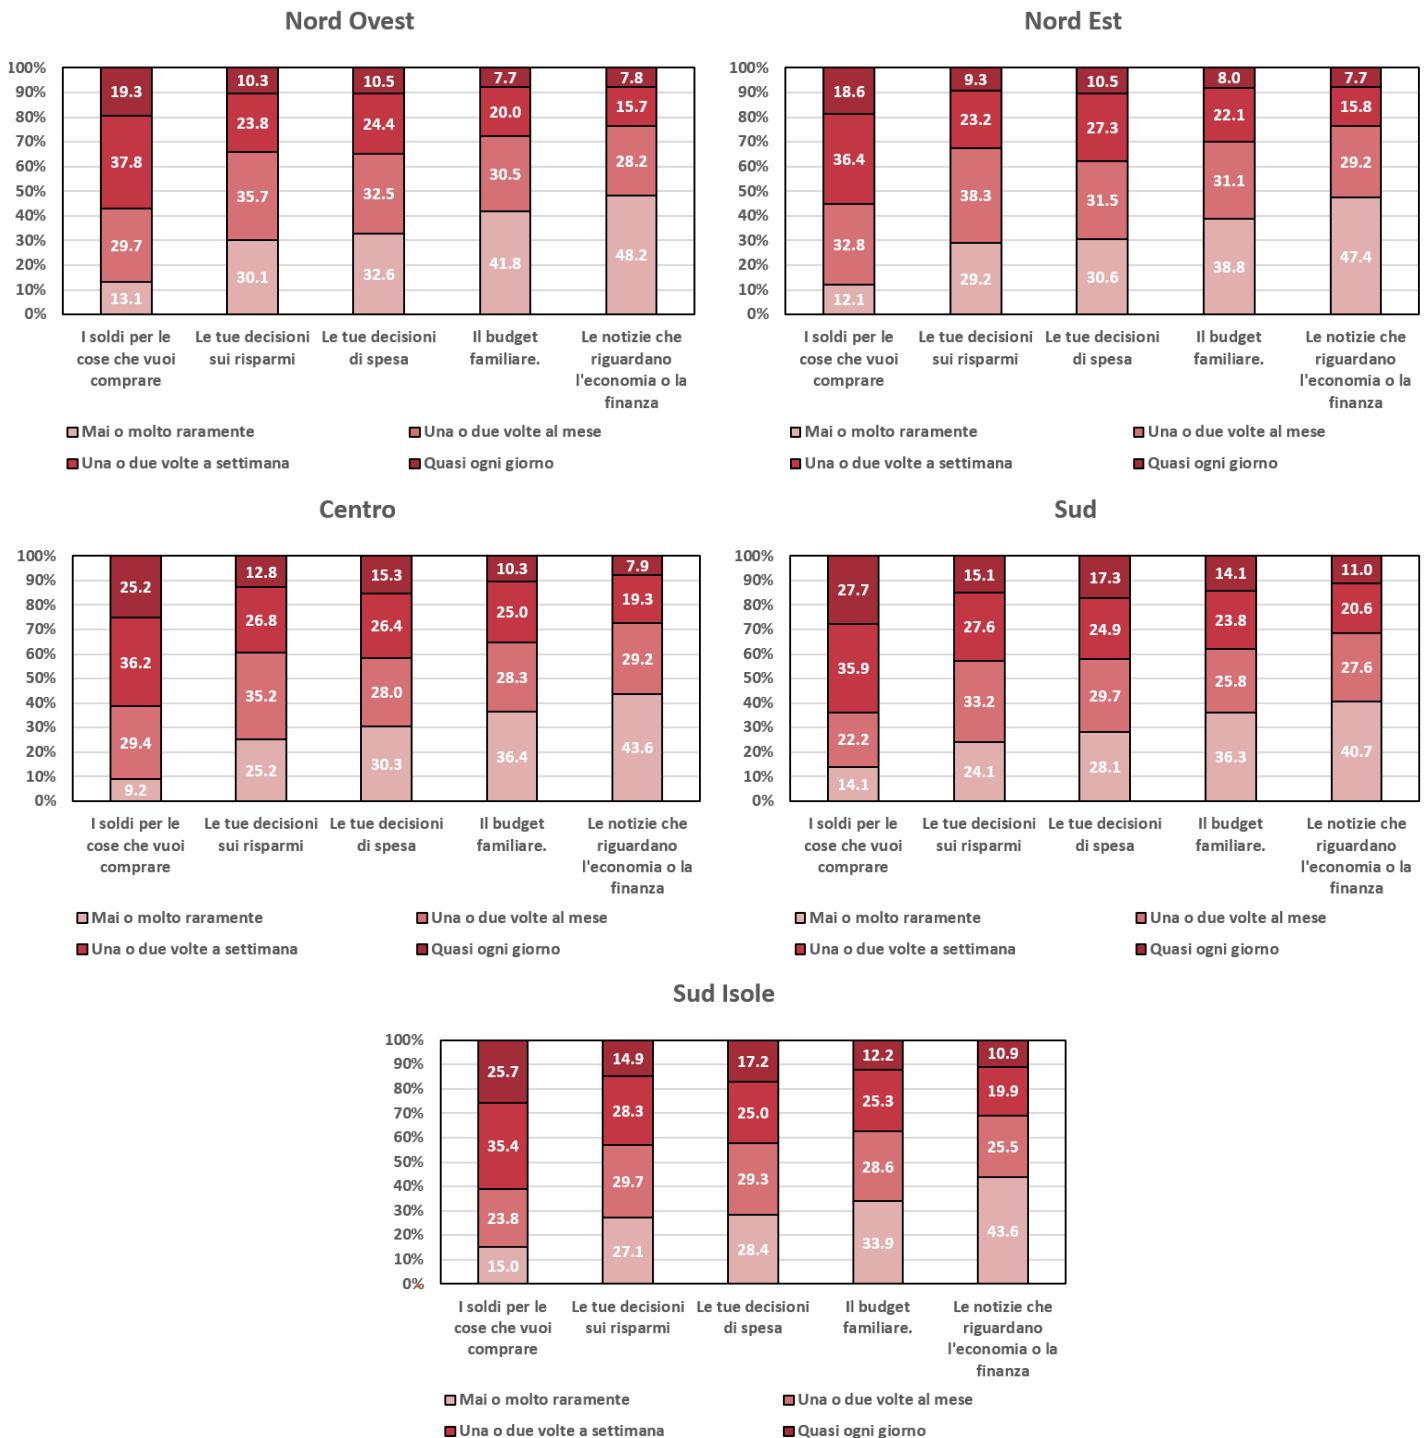 Nord Ovest
100%
90%
80%
70%
60%
50%
40%
30%
20%
10%
0%
19.3
10.3
10.5
7.7
7.8
37.8
23.8
24.4
20.0
15.7
29.7
35.7
32.5
30.5
28.2
13.1
30.1
32.6
41.8
48.2
I soldi per le
cose che vuoi
comprare
Le tue decisioni
sui risparmi
Le tue decisioni
di spesa
Il budget
familiare.
Le notizie che
riguardano
l'economia o la
finanza
Mai o molto raramente
Una o due volte al mese
Una o due volte a settimana
Quasi ogni giorno
Nord Est
100%
90%
80%
70%
60%
50%
40%
30%
20%
10%
0%
18.6
9.3
10.5
8.0
7.7
36.4
23.2
27.3
22.1
15.8
32.8
38.3
31.5
31.1
29.2
12.1
29.2
30.6
38.8
47.4
I soldi per le
cose che vuoi
comprare
Le tue decisioni
sui risparmi
Le tue decisioni
di spesa
Il budget
familiare.
Le notizie che
riguardano
l'economia o la
finanza
Mai o molto raramente
Una o due volte al mese
Una o due volte a settimana
Quasi ogni giorno
Centro
100%
90%
80%
70%
60%
50%
40%
30%
20%
10%
0%
25.2
12.8
15.3
10.3
7.9
36.2
26.8
26.4
25.0
19.3
29.4
35.2
28.0
28.3
29.2
9.2
25.2
30.3
36.4
43.6
I soldi per le
cose che vuoi
comprare
Le tue decisioni
sui risparmi
Le tue decisioni
di spesa
Il budget
familiare.
Le notizie che
riguardano
l'economia o la
finanza
Mai o molto raramente
Una o due volte al mese
Una o due volte a settimana
Quasi ogni giorno
Sud
100%
90%
80%
70%
60%
50%
40%
30%
20%
10%
0%
27.7
15.1
17.3
14.1
11.0
35.9
27.6
24.9
23.8
20.6
22.2
33.2
29.7
25.8
27.6
14.1
24.1
28.1
36.3
40.7
I soldi per le
cose che vuoi
comprare
Le tue decisioni
sui risparmi
Le tue decisioni
di spesa
Il budget
familiare.
Le notizie che
riguardano
l'economia o la
finanza
Mai o molto raramente
Una o due volte al mese
Una o due volte a settimana
Quasi ogni giorno
Sud Isole
100%
90%
80%
70%
60%
50%
40%
30%
20%
10%
0%
25.7
14.9
17.2
12.2
10.9
35.4
28.3
25.0
25.3
19.9
23.8
29.7
29.3
28.6
25.5
15.0
27.1
28.4
33.9
43.6
I soldi per le
cose che vuoi
comprare
Le tue decisioni
sui risparmi
Le tue decisioni
di spesa
Il budget
familiare.
Le notizie che
riguardano
l'economia o la
finanza
Mai o molto raramente
Una o due volte al mese
Una o due volte a settimana
Quasi ogni giorno